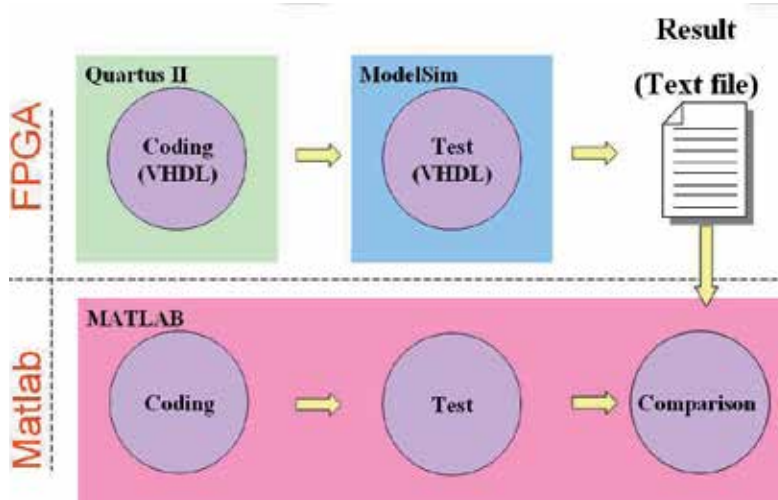 Result
(Text file)
Quartus II
Coding
(VHDL)
ModelSim
Test
(VHDL)
FPGA
MATLAB
Coding
Test
Comparison
Matlab